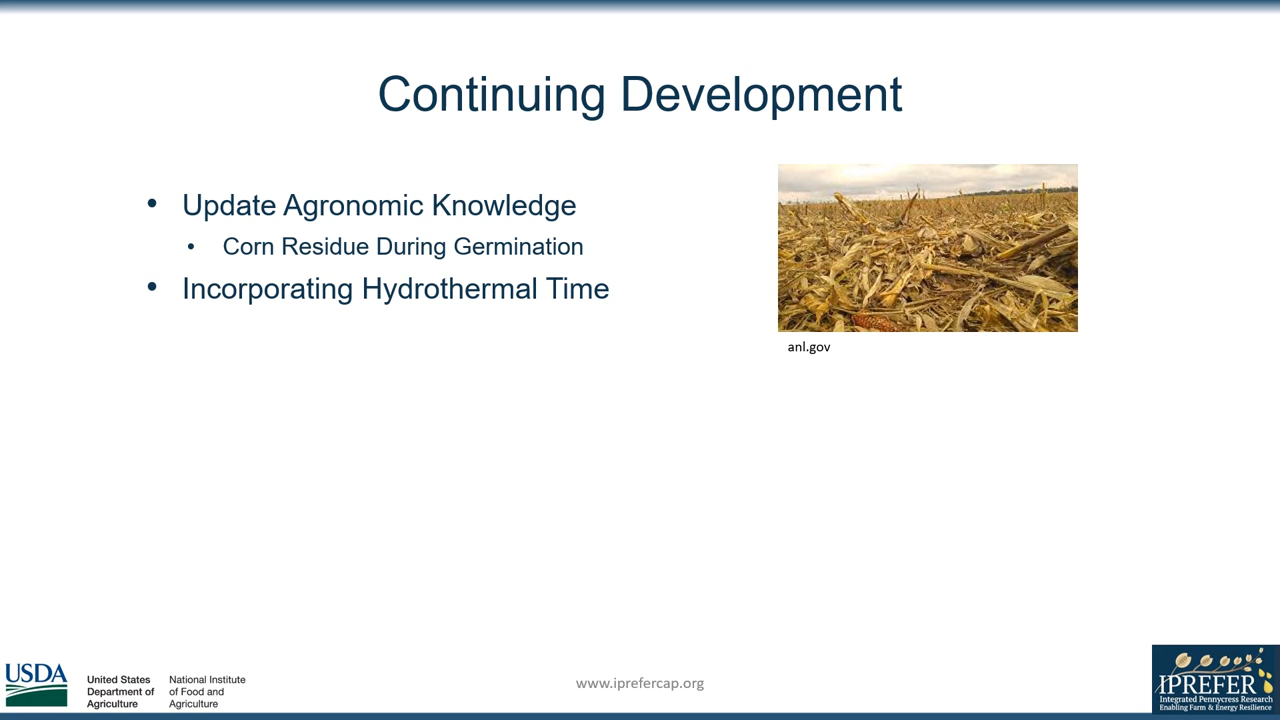 Continuing Development
• Update Agronomic Knowledge
• Corn Residue During Germination
• Incorporating Hydrothermal Time
anl.gov
USDA
United States
Department of
Agriculture
National Institute
of Food and
Agriculture
www.iprefercap.org
IPREFER
Integrated Pennycress Research
Enabling Farm & Energy Resilience